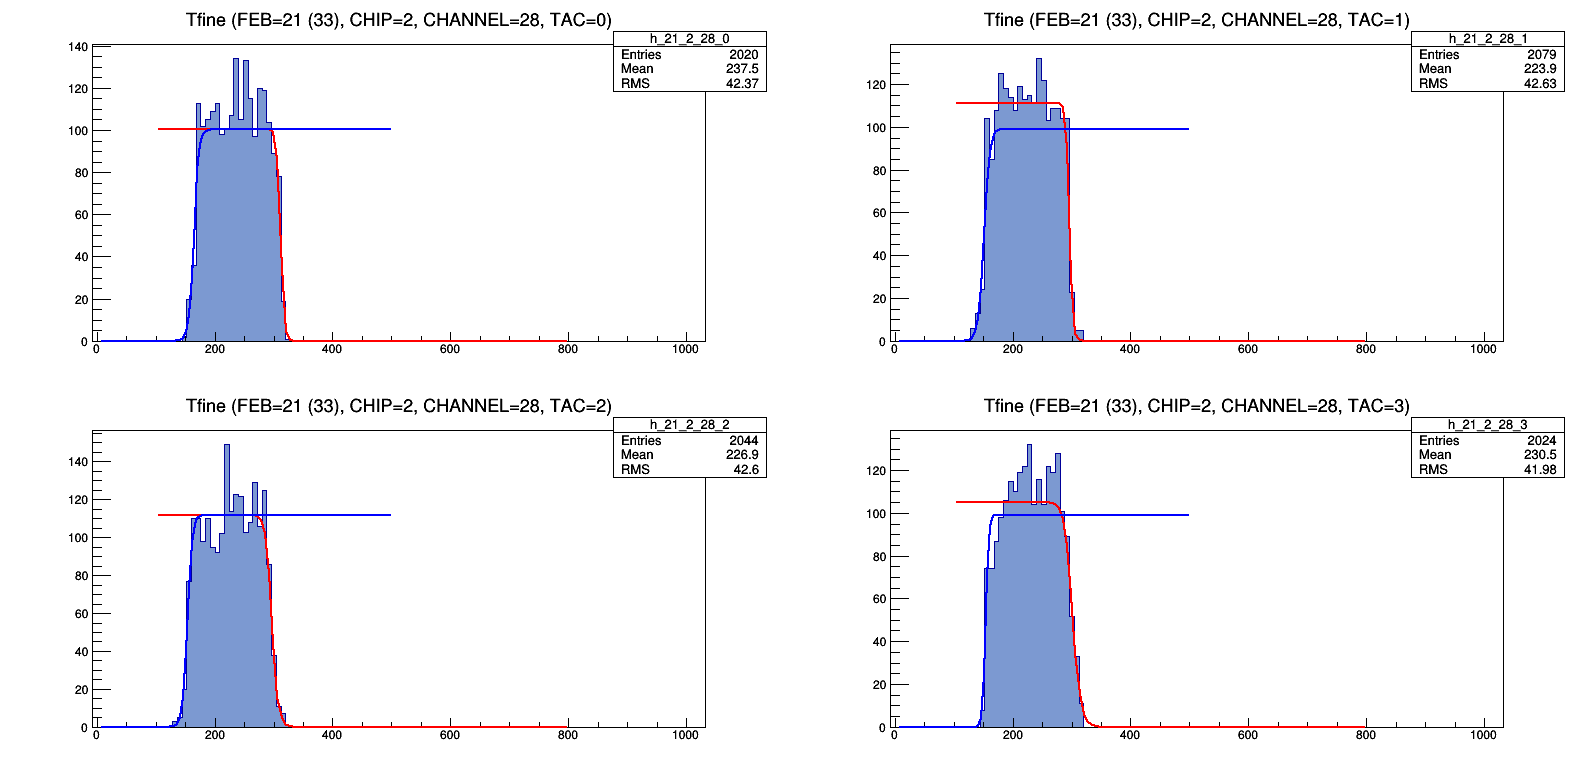 Tfine (FEB=21 (33), CHIP=2, CHANNEL=28, TAC=0)
h_21_2_28_0
Entries 2020
Mean 237.5
RMS 42.37
140
120
100
80
60
40
20
0
0 200 400 600 800 1000
Tfine (FEB=21 (33), CHIP=2, CHANNEL=28, TAC=1)
h_21_2_28_1
Entries 2079
Mean 223.9
RMS 42.63
120
100
80
60
40
20
0
0 200 400 600 800 1000
Tfine (FEB=21 (33), CHIP=2, CHANNEL=28, TAC=2)
h_21_2_28_2
Entries 2044
Mean 226.9
RMS 42.6
140
120
100
80
60
40
20
0
0 200 400 600 800 1000
Tfine (FEB=21 (33), CHIP=2, CHANNEL=28, TAC=3)
h_21_2_28_3
Entries 2024
Mean 230.5
RMS 41.98
120
100
80
60
40
20
0
0 200 400 600 800 1000